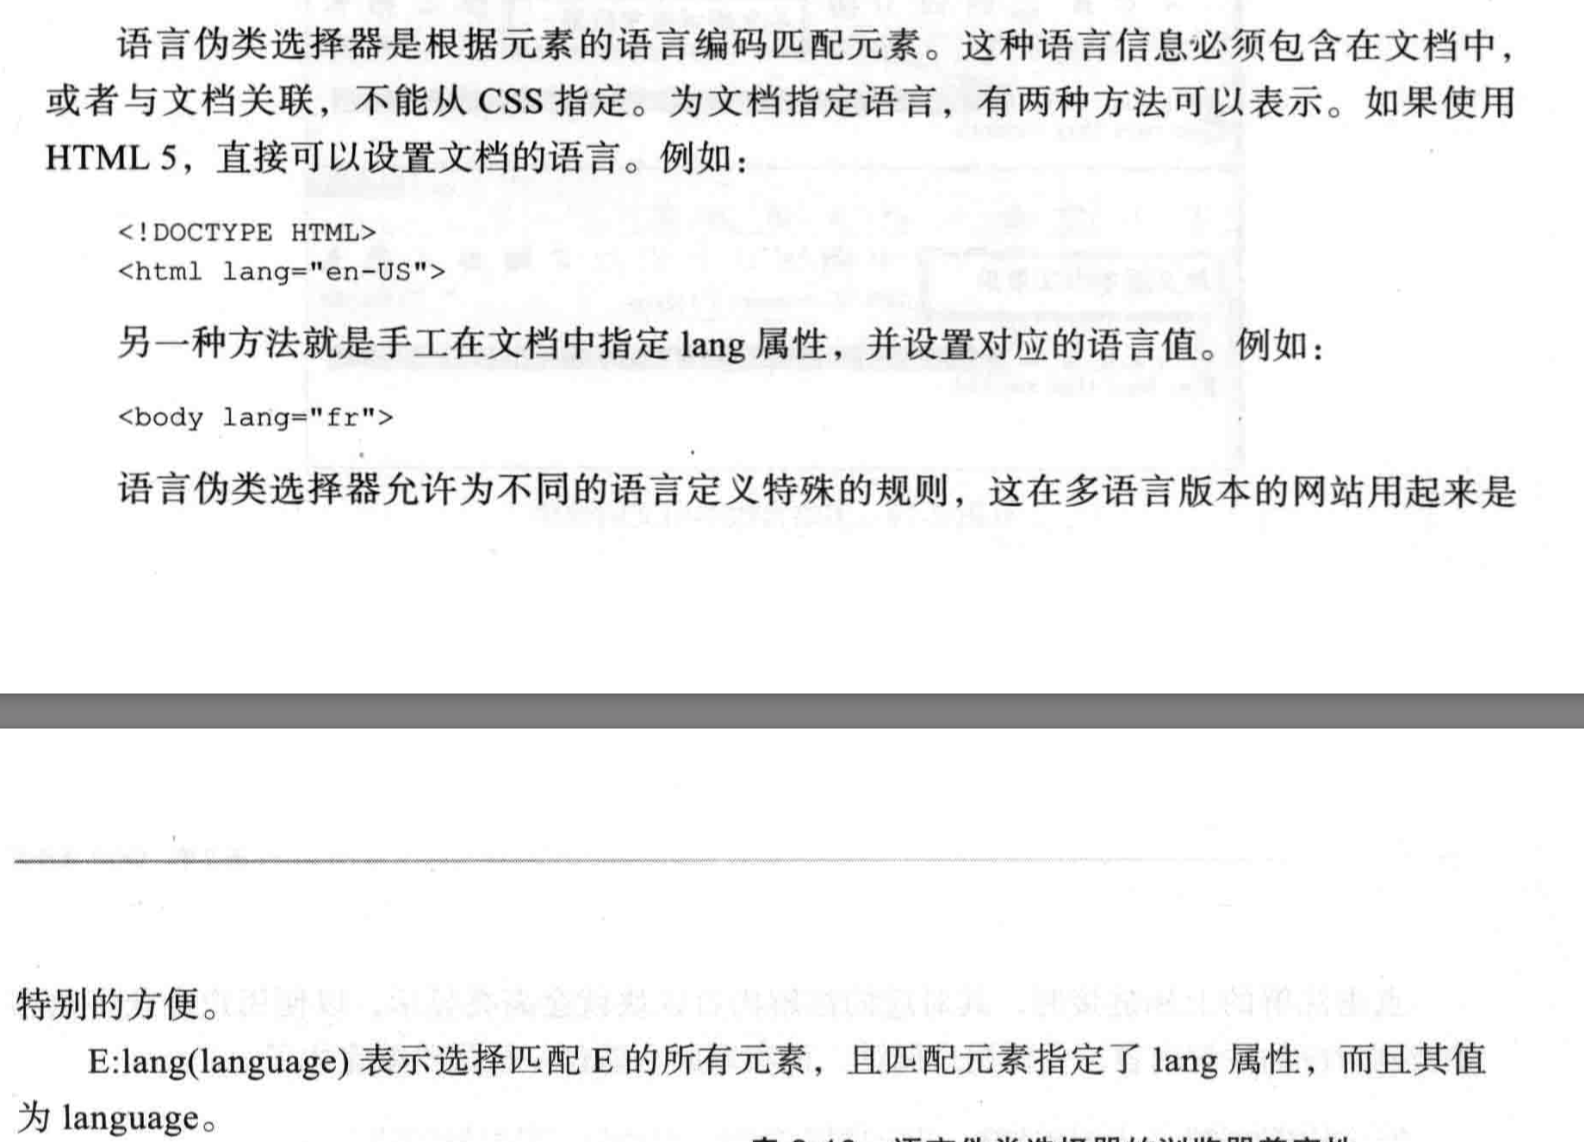 语言伪类选择器是根据元素的语言编码匹配元素。这种语言信息必须包含在文档中，
或者与文档关联，不能从 CSS 指定。为文档指定语言，有两种方法可以表示。如果使用
HTML 5，直接可以设置文档的语言。例如：
<!DOCTYPE HTML>
<html lang="en-US">
另一种方法就是手工在文档中指定 lang 属性，并设置对应的语言值。例如：
<body lang="fr">
语言伪类选择器允许为不同的语言定义特殊的规则，这在多语言版本的网站用起来是
特别的方便。
E:lang(language) 表示选择匹配 E 的所有元素，且匹配元素指定了 lang 属性，而且其值
为 language。